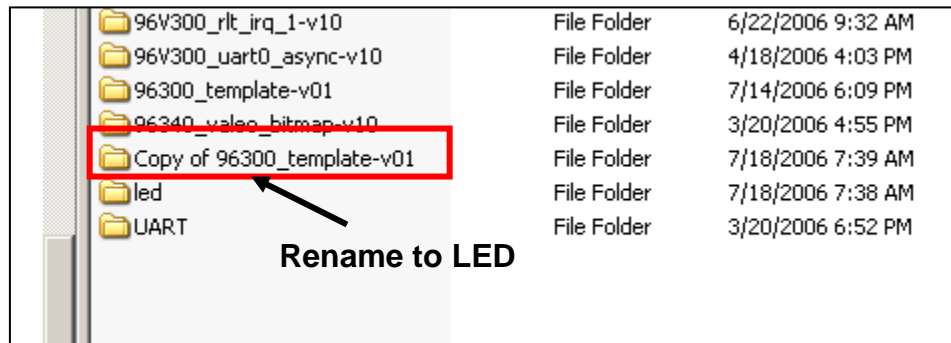 96V300_rlt_irq_1-v10 File Folder 6/22/2006 9:32 AM
96V300_uart0_async-v10 File Folder 4/18/2006 4:03 PM
96300_template-v01 File Folder 7/14/2006 6:09 PM
96340_valeo_bitmap-v10 File Folder 3/20/2006 4:55 PM
Copy of 96300_template-v01 File Folder 7/18/2006 7:39 AM
led File Folder 7/18/2006 7:38 AM
UART File Folder 3/20/2006 6:52 PM
Rename to LED